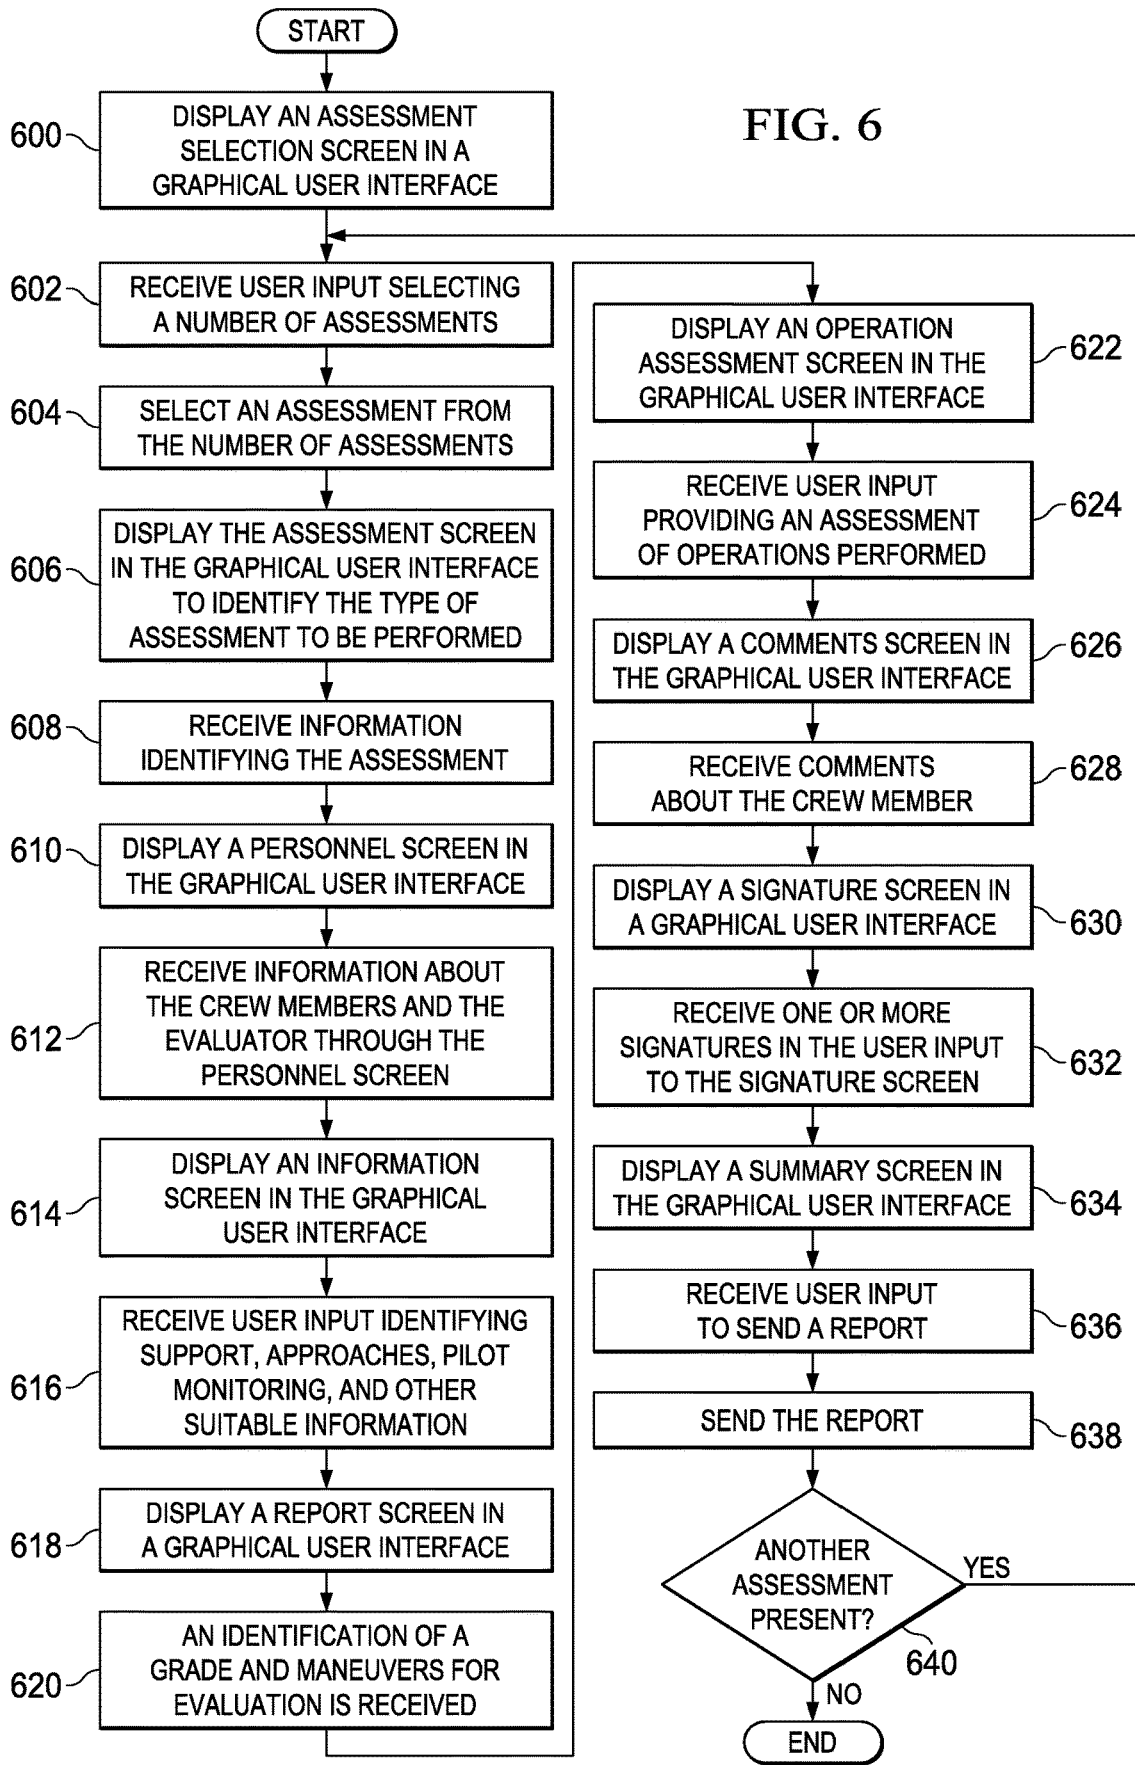 START
FIG. 6
600
DISPLAY AN ASSESSMENT
SELECTION SCREEN IN A
GRAPHICAL USER INTERFACE
602
RECEIVE USER INPUT SELECTING
A NUMBER OF ASSESSMENTS
604
SELECT AN ASSESSMENT FROM
THE NUMBER OF ASSESSMENTS
606
DISPLAY THE ASSESSMENT SCREEN
IN THE GRAPHICAL USER INTERFACE
TO IDENTIFY THE TYPE OF
ASSESSMENT TO BE PERFORMED
608
RECEIVE INFORMATION
IDENTIFYING THE ASSESSMENT
610
DISPLAY A PERSONNEL SCREEN IN
THE GRAPHICAL USER INTERFACE
612
RECEIVE INFORMATION ABOUT
THE CREW MEMBERS AND THE
EVALUATOR THROUGH THE
PERSONNEL SCREEN
614
DISPLAY AN INFORMATION
SCREEN IN THE GRAPHICAL
USER INTERFACE
616
RECEIVE USER INPUT IDENTIFYING
SUPPORT, APPROACHES, PILOT
MONITORING, AND OTHER
SUITABLE INFORMATION
618
DISPLAY A REPORT SCREEN IN
A GRAPHICAL USER INTERFACE
620
AN IDENTIFICATION OF A
GRADE AND MANEUVERS FOR
EVALUATION IS RECEIVED
DISPLAY AN OPERATION
ASSESSMENT SCREEN IN THE
GRAPHICAL USER INTERFACE
622
RECEIVE USER INPUT
PROVIDING AN ASSESSMENT
OF OPERATIONS PERFORMED
624
DISPLAY A COMMENTS SCREEN IN
THE GRAPHICAL USER INTERFACE
626
RECEIVE COMMENTS
ABOUT THE CREW MEMBER
628
DISPLAY A SIGNATURE SCREEN IN
A GRAPHICAL USER INTERFACE
630
RECEIVE ONE OR MORE
SIGNATURES IN THE USER INPUT
TO THE SIGNATURE SCREEN
632
DISPLAY A SUMMARY SCREEN IN
THE GRAPHICAL USER INTERFACE
634
RECEIVE USER INPUT
TO SEND A REPORT
636
SEND THE REPORT
638
ANOTHER
ASSESSMENT
PRESENT?
YES
640
NO
END